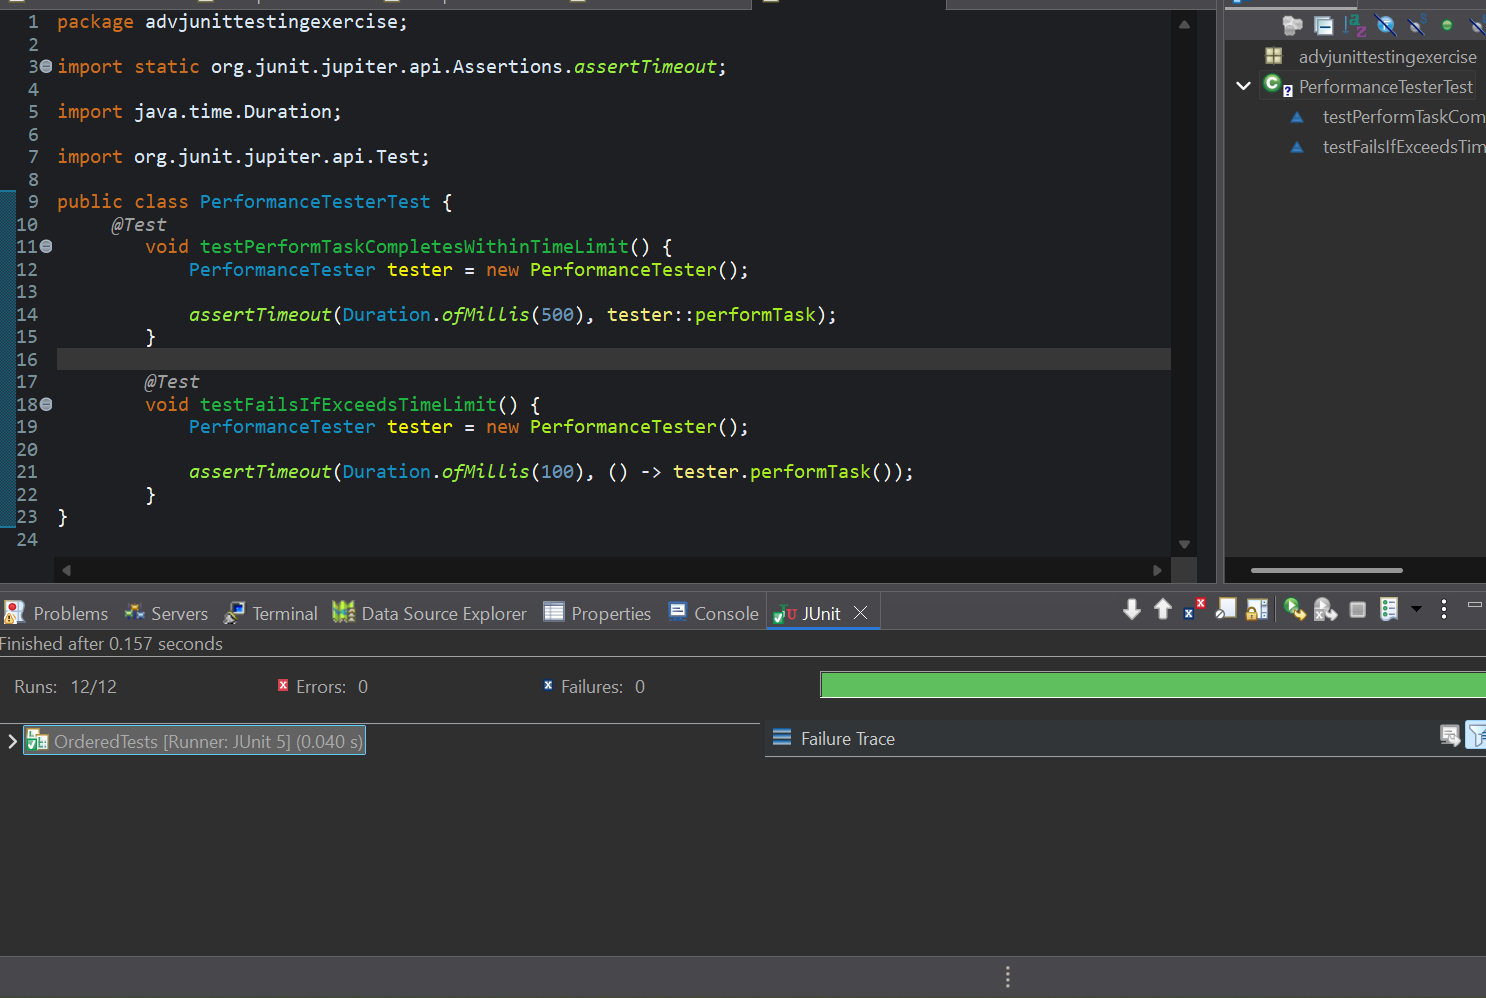 1 package advjunittestingexercise;
2
3 import static org.junit.jupiter.api.Assertions.assertTimeout;
4
5 import java.time.Duration;
6
7 import org.junit.jupiter.api.Test;
8
9 public class PerformanceTesterTest {
10 @Test
11 void testPerformTaskCompletesWithinTimeLimit() {
12 PerformanceTester tester = new PerformanceTester();
13
14 assertTimeout(Duration.ofMillis(500), tester::performTask);
15 }
16
17 @Test
18 void testFailsIfExceedsTimeLimit() {
19 PerformanceTester tester = new PerformanceTester();
20
21 assertTimeout(Duration.ofMillis(100), () -> tester.performTask());
22 }
23 }
24
advjunittestingexercise
PerformanceTesterTest
testPerformTaskCom
testFailsIfExceedsTim
Problems Servers Terminal Data Source Explorer Properties Console JUnit
Finished after 0.157 seconds
Runs: 12/12 Errors: 0 Failures: 0
OrderedTests [Runner: JUnit 5] (0.040 s)
Failure Trace